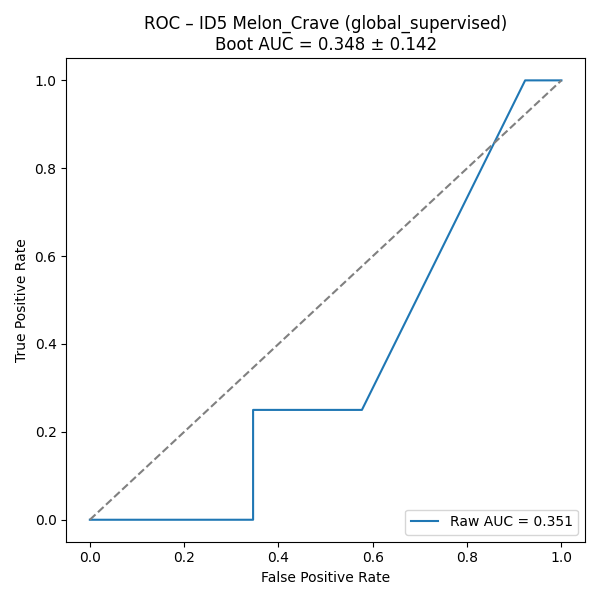 ROC – ID5 Melon_Crave (global_supervised)
Boot AUC = 0.348 ± 0.142
1.0
0.8
0.6
0.4
0.2
0.0
True Positive Rate
Raw AUC = 0.351
0.0 0.2 0.4 0.6 0.8 1.0
False Positive Rate